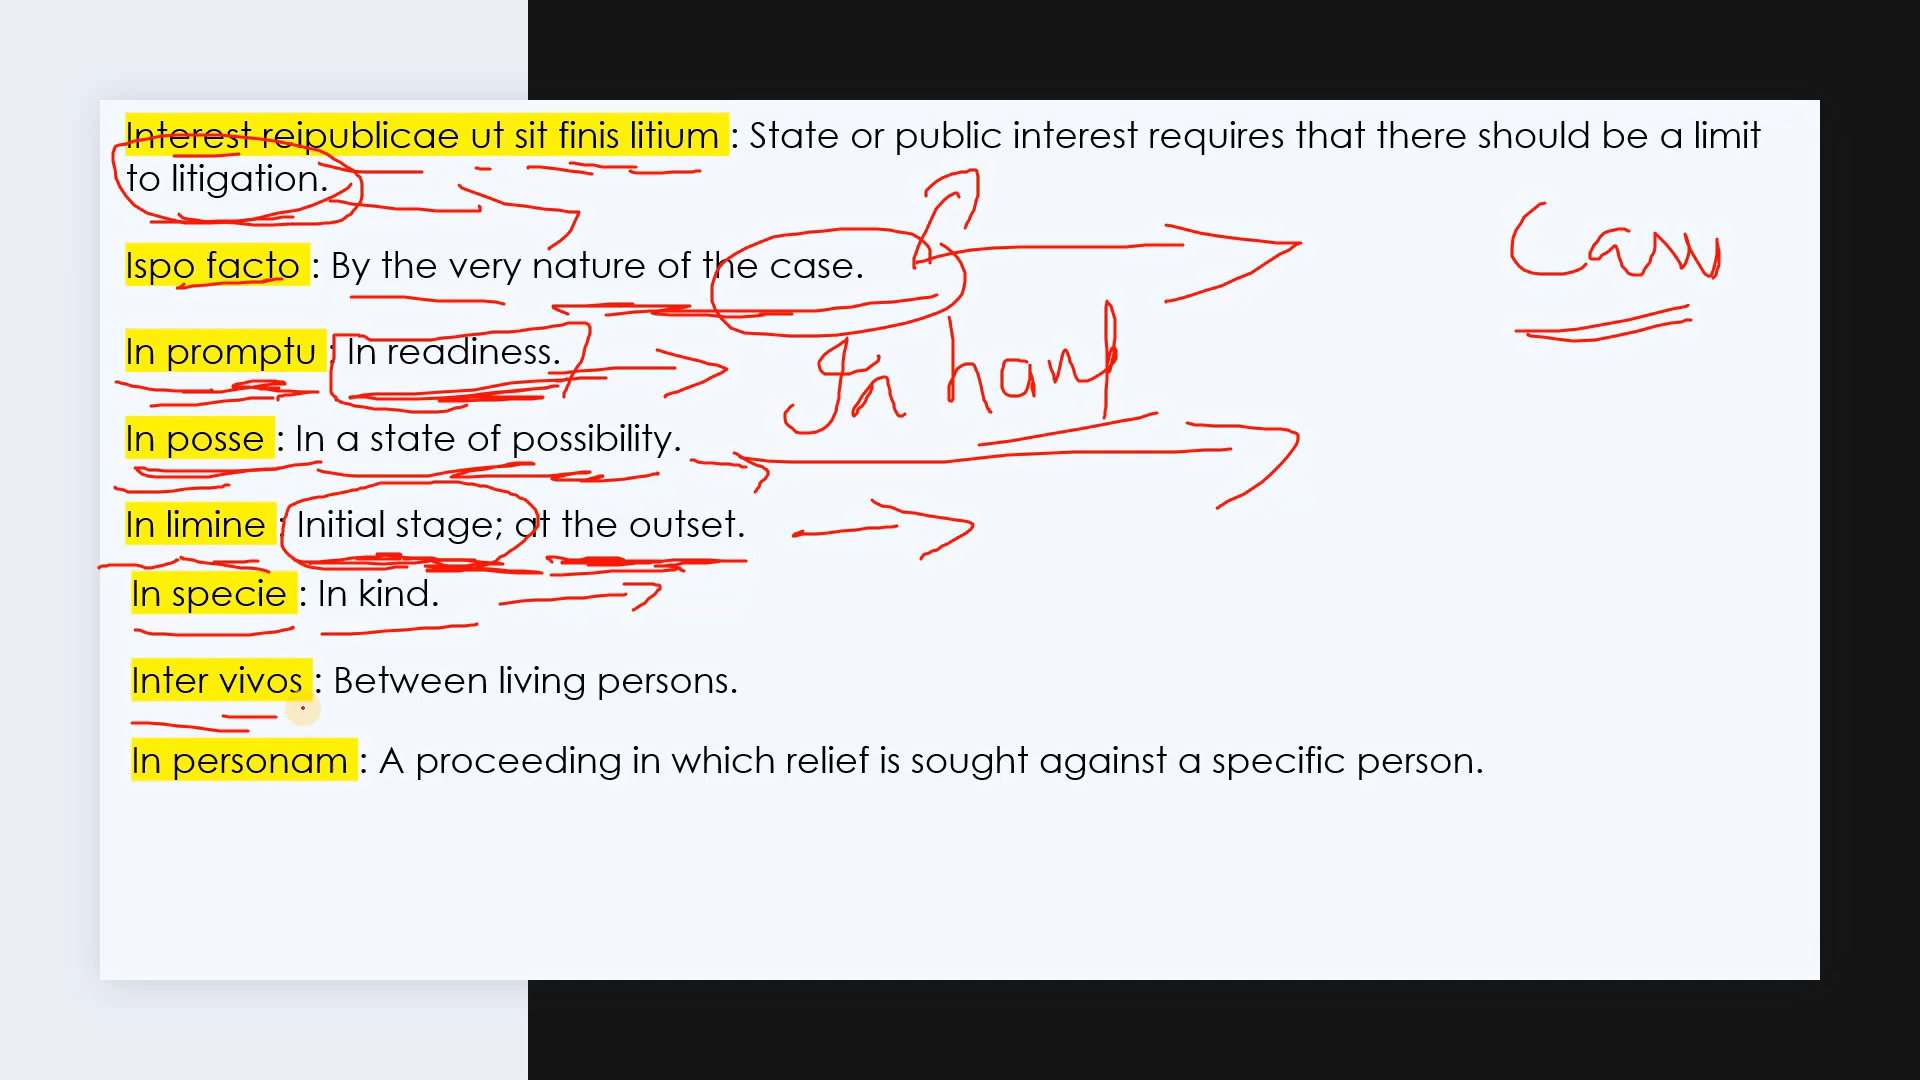 Interest reipublicae ut sit finis litium : State or public interest requires that there should be a limit
to litigation.
Ispo facto : By the very nature of the case.
In promptu : In readiness.
In hand
In posse : In a state of possibility.
In limine : Initial stage; at the outset.
In specie : In kind.
Inter vivos : Between living persons.
In personam : A proceeding in which relief is sought against a specific person.